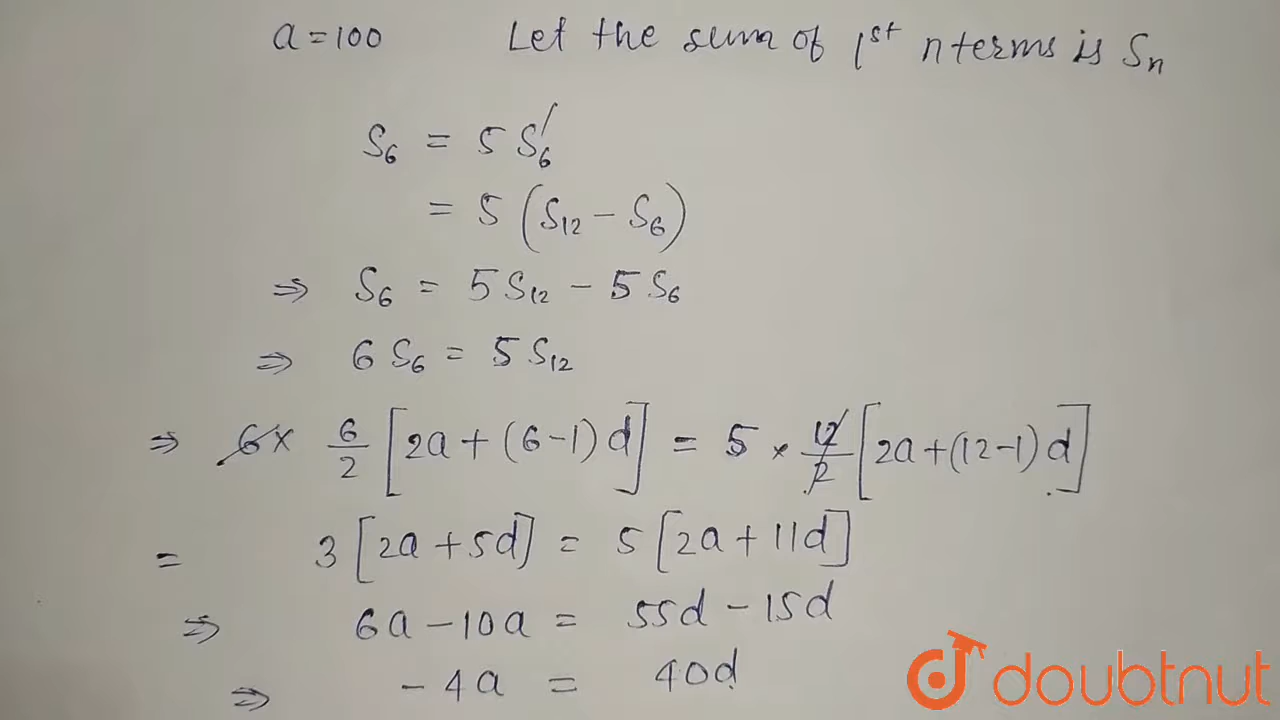 a = 100 Let the sum of 1st n terms is Sn
S6 = 5 S6′
= 5 (S12 − S6)
⇒ S6 = 5 S12 − 5 S6
⇒ 6 S6 = 5 S12
⇒ 6 × 6/2 [2a + (6−1) d] = 5 × 12/2 [2a + (12−1) d]
= 3 [2a + 5d] = 5 [2a + 11d]
⇒ 6a − 10a = 55d − 15d
⇒ − 4a = 40d
doubtnut